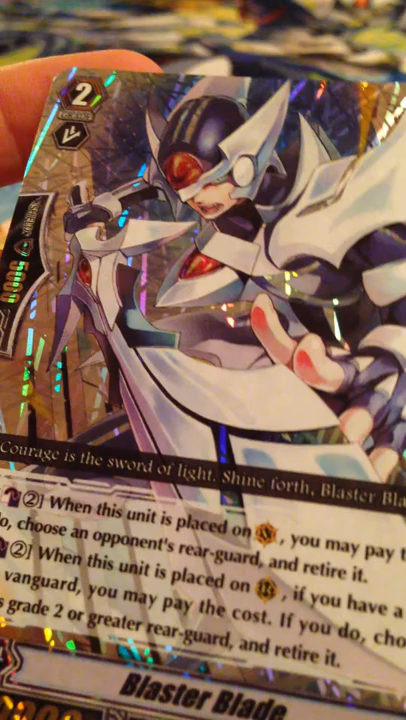 2
Courage is the sword of light. Shine forth, Blaster Bla
②] When this unit is placed on , you may pay t
o, choose an opponent's rear-guard, and retire it.
②] When this unit is placed on , if you have a
vanguard, you may pay the cost. If you do, cho
s grade 2 or greater rear-guard, and retire it.
Blaster Blade